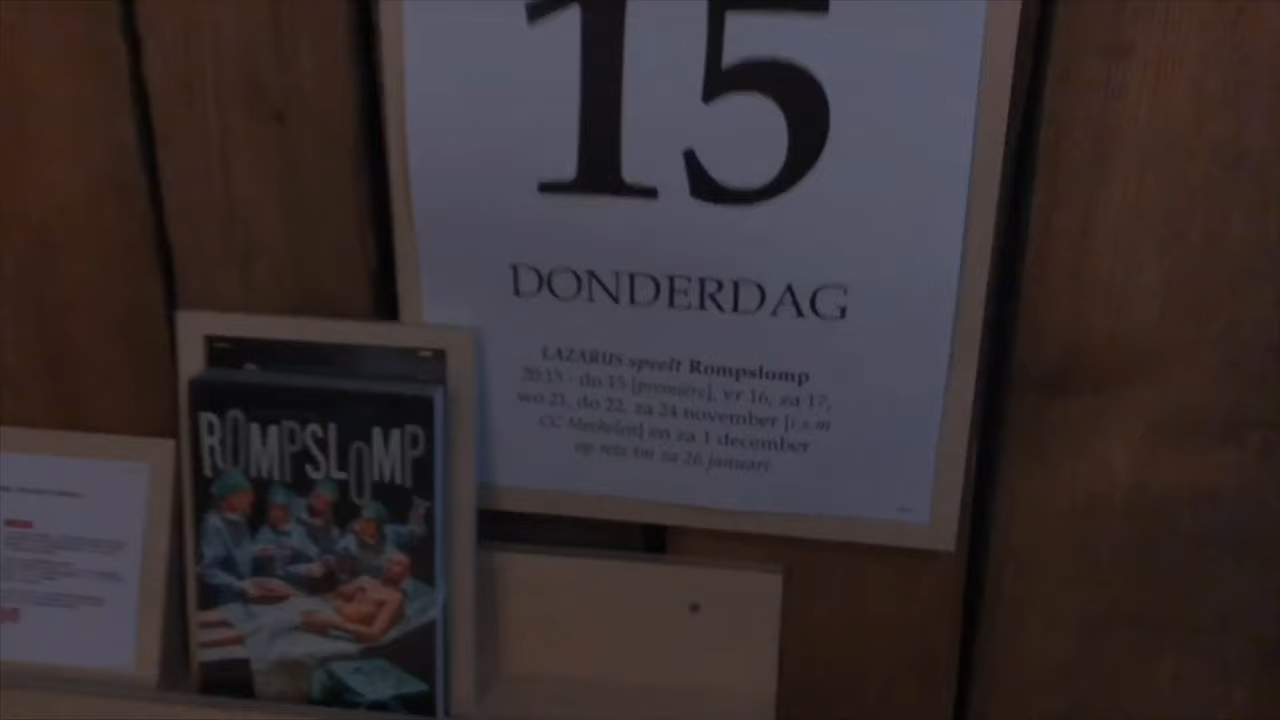 15
DONDERDAG
LAZARUS speelt Rompslomp
20:15 - do 15 [première], vr 16, za 17,
wo 21, do 22, za 24 november [i.s.m
CC Mechelen] en za 1 december
op reis tot za 26 januari
ROMPSLOMP